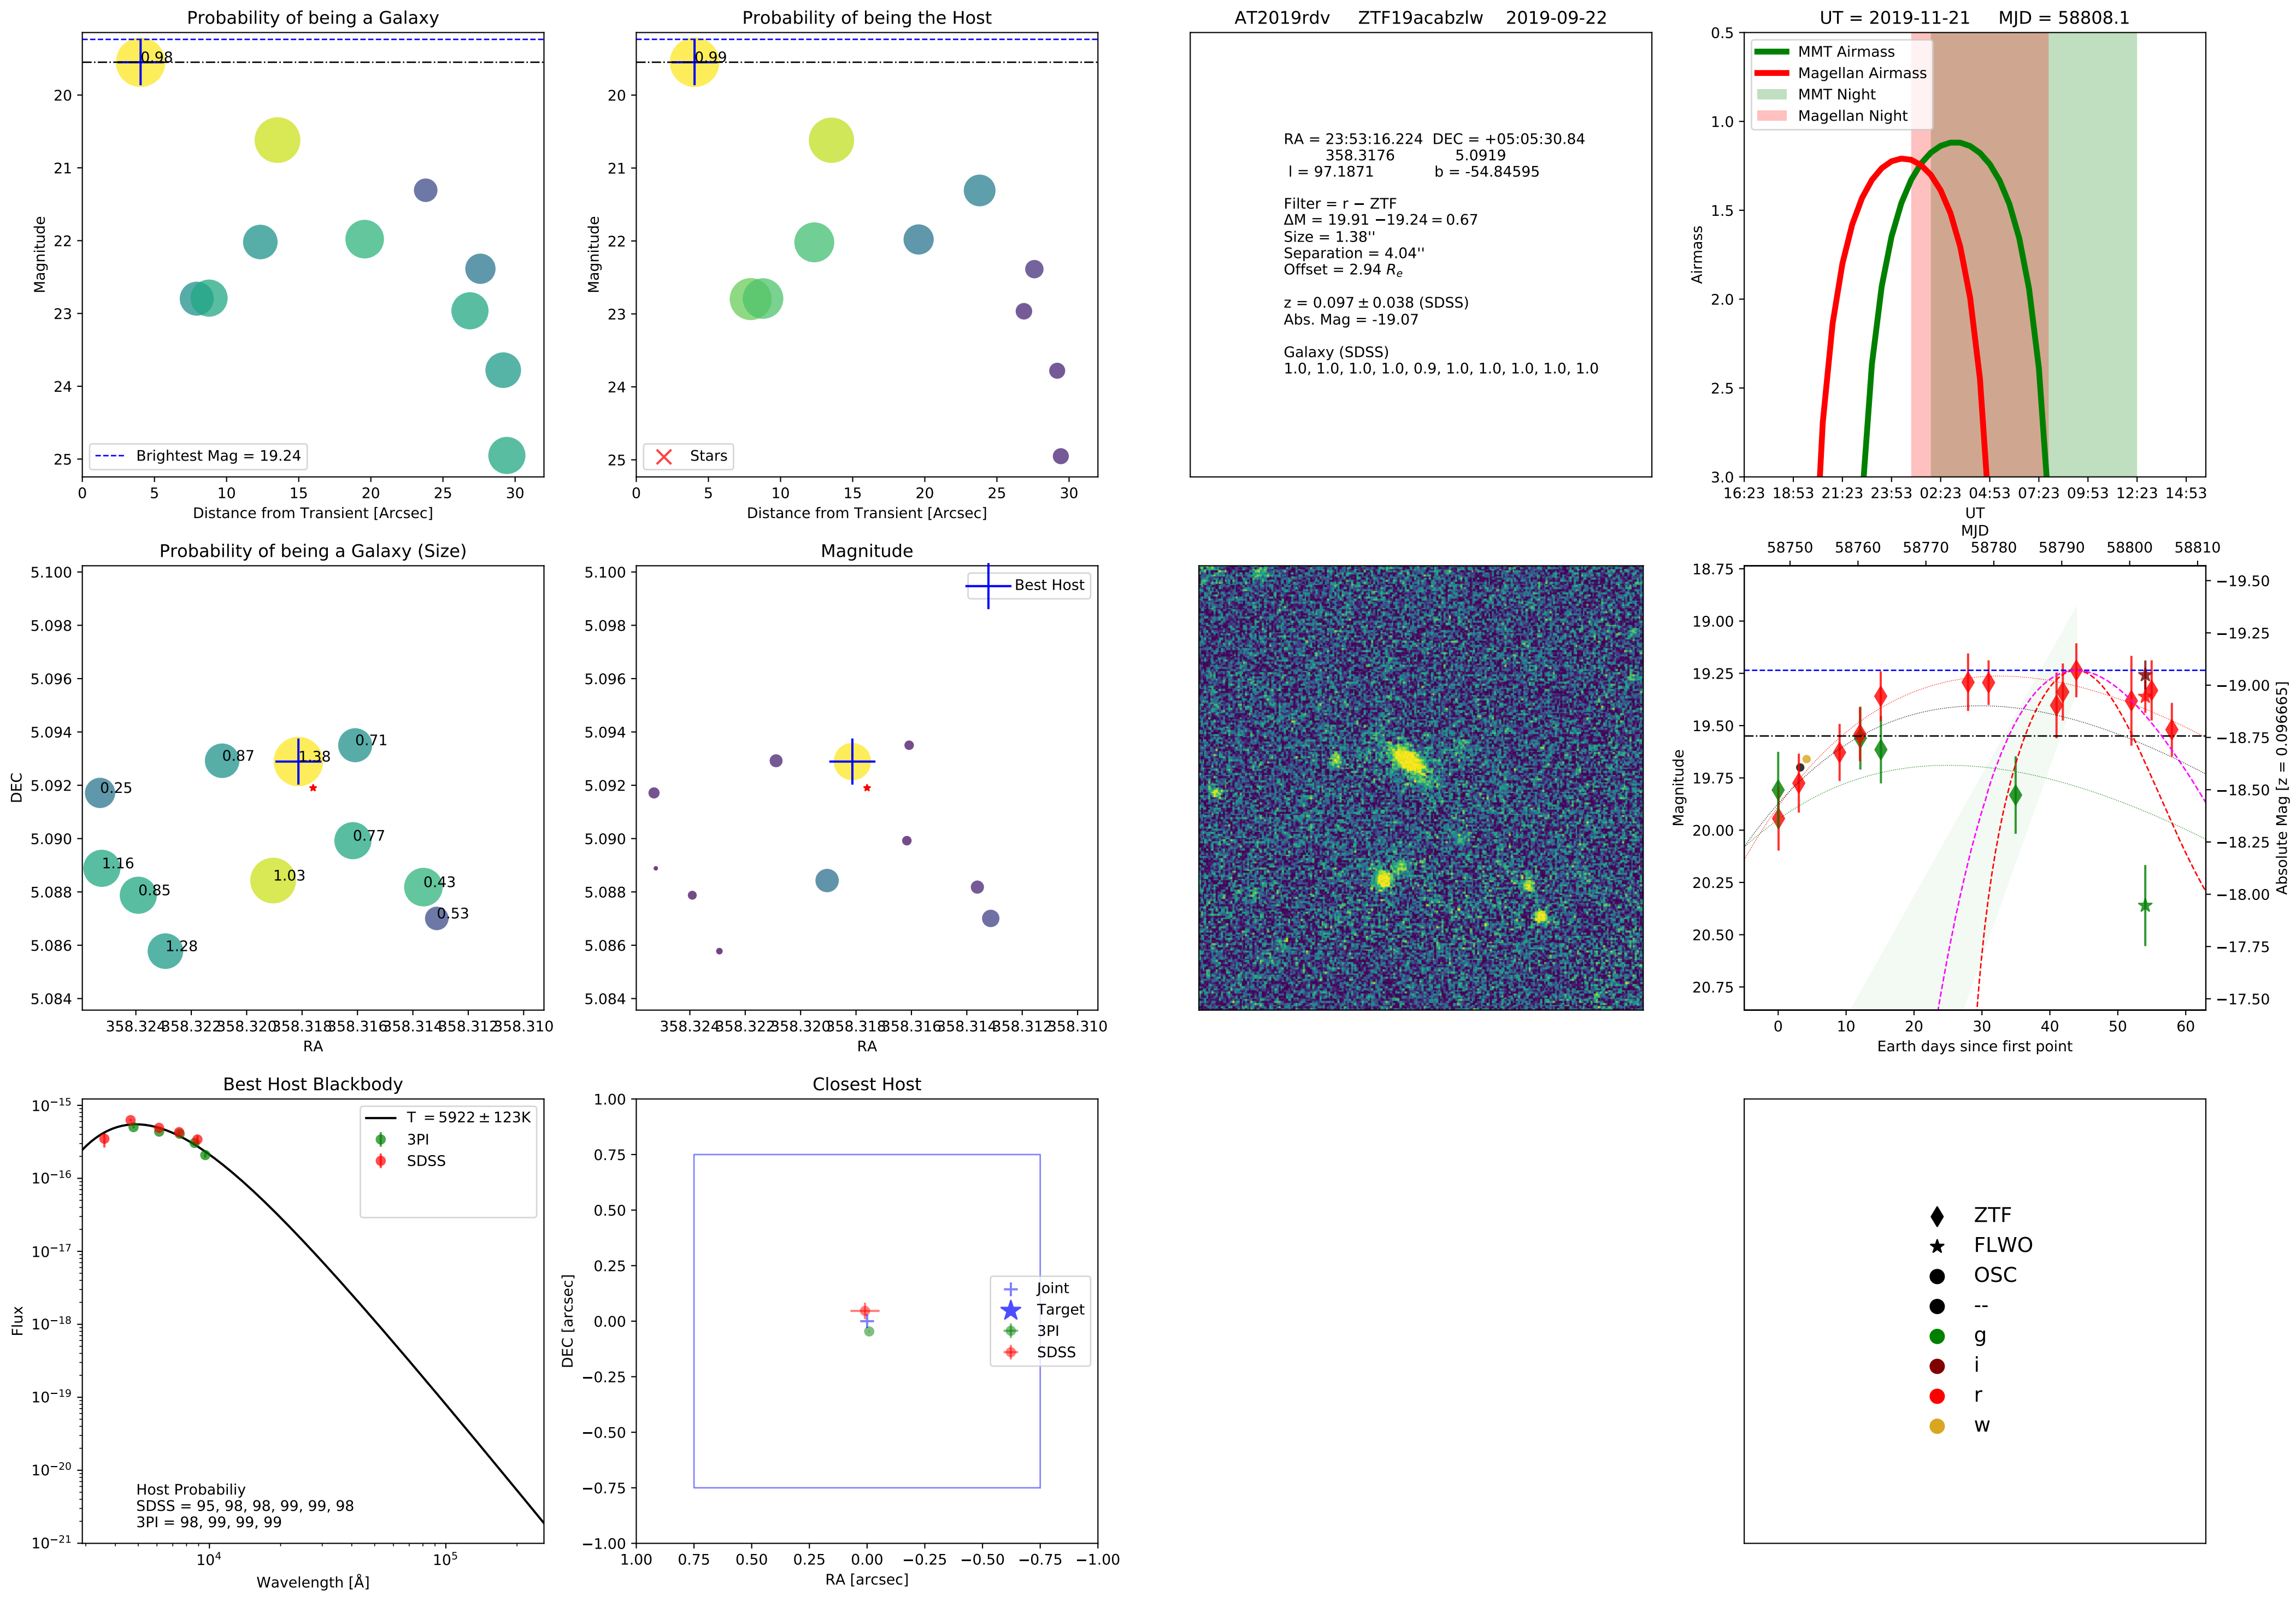 Probability of being a Galaxy
0.98
Magnitude
20
21
22
23
24
25
Brightest Mag = 19.24
0
5
10
15
20
25
30
Distance from Transient [Arcsec]
Probability of being the Host
0.99
Magnitude
20
21
22
23
24
25
Stars
0
5
10
15
20
25
30
Distance from Transient [Arcsec]
AT2019rdv ZTF19acabzlw 2019-09-22
RA = 23:53:16.224 DEC = +05:05:30.84
358.3176 5.0919
l = 97.1871 b = -54.84595
Filter = r − ZTF
ΔM = 19.91 −19.24 = 0.67
Size = 1.38''
Separation = 4.04''
Offset = 2.94 Re
z = 0.097 ± 0.038 (SDSS)
Abs. Mag = -19.07
Galaxy (SDSS)
1.0, 1.0, 1.0, 1.0, 0.9, 1.0, 1.0, 1.0, 1.0, 1.0
UT = 2019-11-21 MJD = 58808.1
MMT Airmass
Magellan Airmass
MMT Night
Magellan Night
Airmass
0.5
1.0
1.5
2.0
2.5
3.0
16:23 18:53 21:23 23:53 02:23 04:53 07:23 09:53 12:23 14:53
UT
Probability of being a Galaxy (Size)
DEC
5.100
5.098
5.096
5.094
5.092
5.090
5.088
5.086
5.084
0.87
1.38
0.71
0.25
0.77
1.16
1.03
0.85
0.43
0.53
1.28
358.324 358.322 358.320 358.318 358.316 358.314 358.312 358.310
RA
Magnitude
Best Host
5.100
5.098
5.096
5.094
5.092
5.090
5.088
5.086
5.084
358.324 358.322 358.320 358.318 358.316 358.314 358.312 358.310
RA
MJD
58750 58760 58770 58780 58790 58800 58810
Magnitude
18.75
19.00
19.25
19.50
19.75
20.00
20.25
20.50
20.75
−19.50
−19.25
−19.00
−18.75
−18.50
−18.25
−18.00
−17.75
−17.50
Absolute Mag [z = 0.096665]
0 10 20 30 40 50 60
Earth days since first point
Best Host Blackbody
T = 5922 ± 123K
3PI
SDSS
Flux
10−15
10−16
10−17
10−18
10−19
10−20
10−21
Host Probabiliy
SDSS = 95, 98, 98, 99, 99, 98
3PI = 98, 99, 99, 99
104 105
Wavelength [Å]
Closest Host
DEC [arcsec]
1.00
0.75
0.50
0.25
0.00
−0.25
−0.50
−0.75
−1.00
Joint
Target
3PI
SDSS
1.00 0.75 0.50 0.25 0.00 −0.25 −0.50 −0.75 −1.00
RA [arcsec]
ZTF
FLWO
OSC
--
g
i
r
w